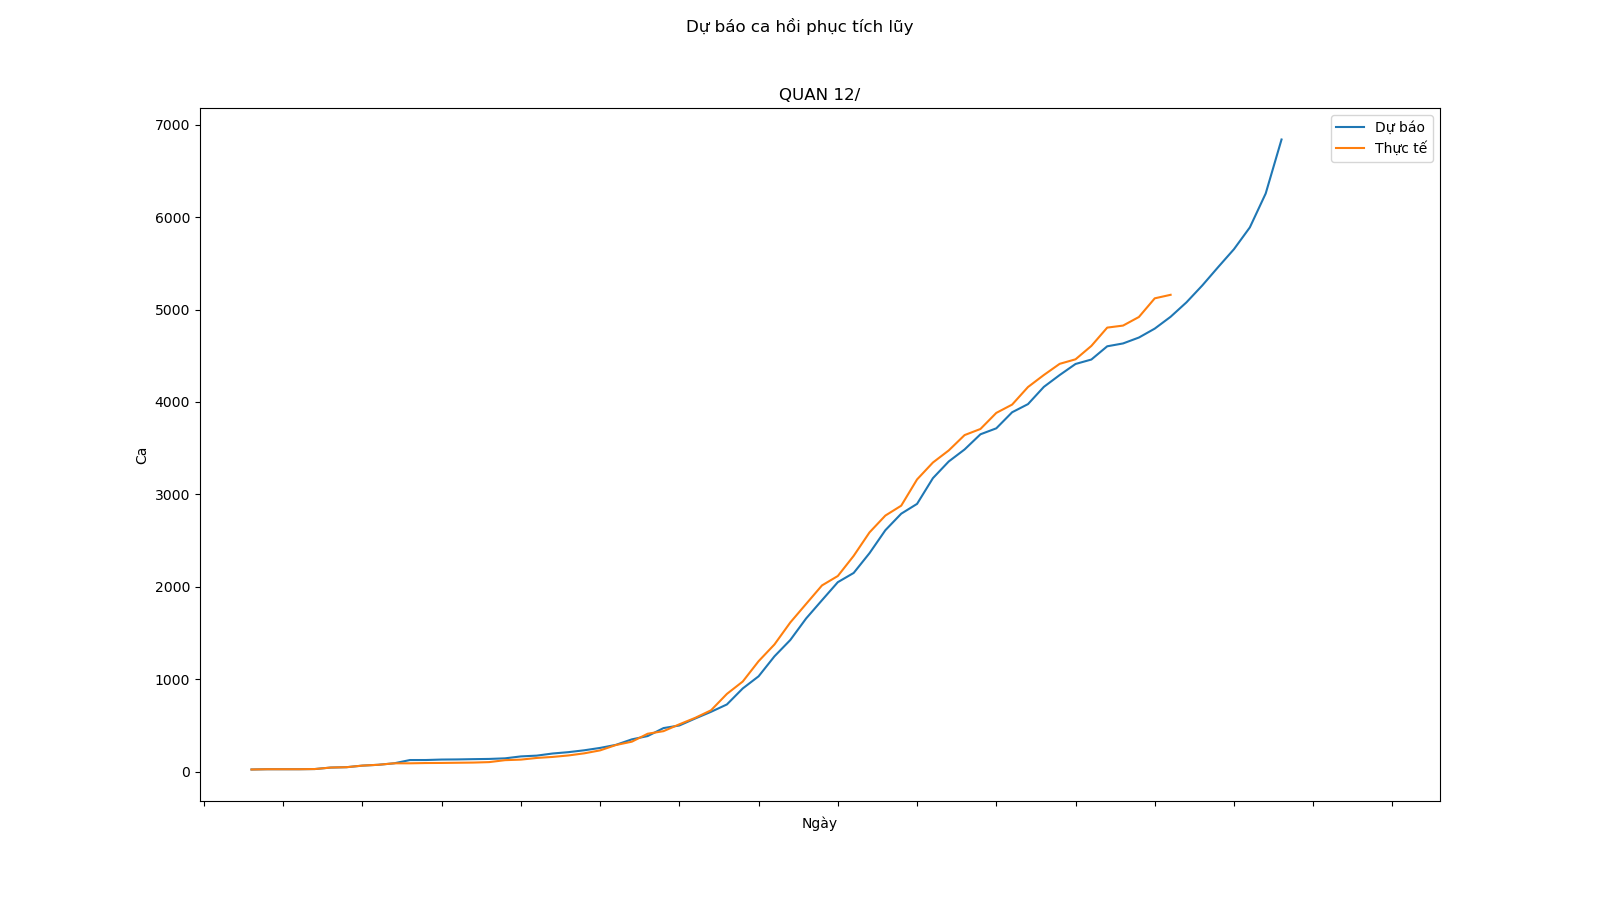 Dự báo ca hồi phục tích lũy
QUAN 12/
7000
6000
5000
4000
3000
2000
1000
0
Ca
Ngày
Dự báo
Thực tế